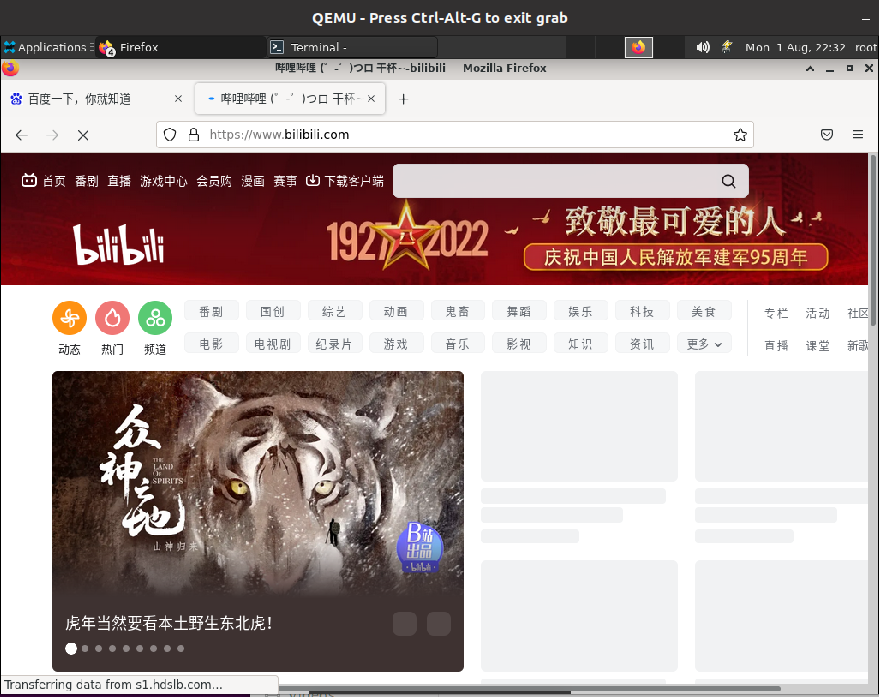 QEMU - Press Ctrl-Alt-G to exit grab
Applications
Firefox
Terminal -
Mon 1 Aug, 22:32
root
哔哩哔哩 (゜-゜)つロ 干杯~-bilibili — Mozilla Firefox
百度一下，你就知道
哔哩哔哩 (゜-゜)つロ 干杯~
https://www.bilibili.com
首页 番剧 直播 游戏中心 会员购 漫画 赛事 下载客户端
bilibili
1927 八一 2022
致敬最可爱的人
庆祝中国人民解放军建军95周年
番剧 国创 综艺 动画 鬼畜 舞蹈 娱乐 科技 美食 专栏 活动 社区
动态 热门 频道
电影 电视剧 纪录片 游戏 音乐 影视 知识 资讯 更多 直播 课堂 新歌
众神之地
THE
LAND
OF
SPIRITS
山神归来
B站
出品
bilibili
虎年当然要看本土野生东北虎!
Transferring data from s1.hdslb.com...